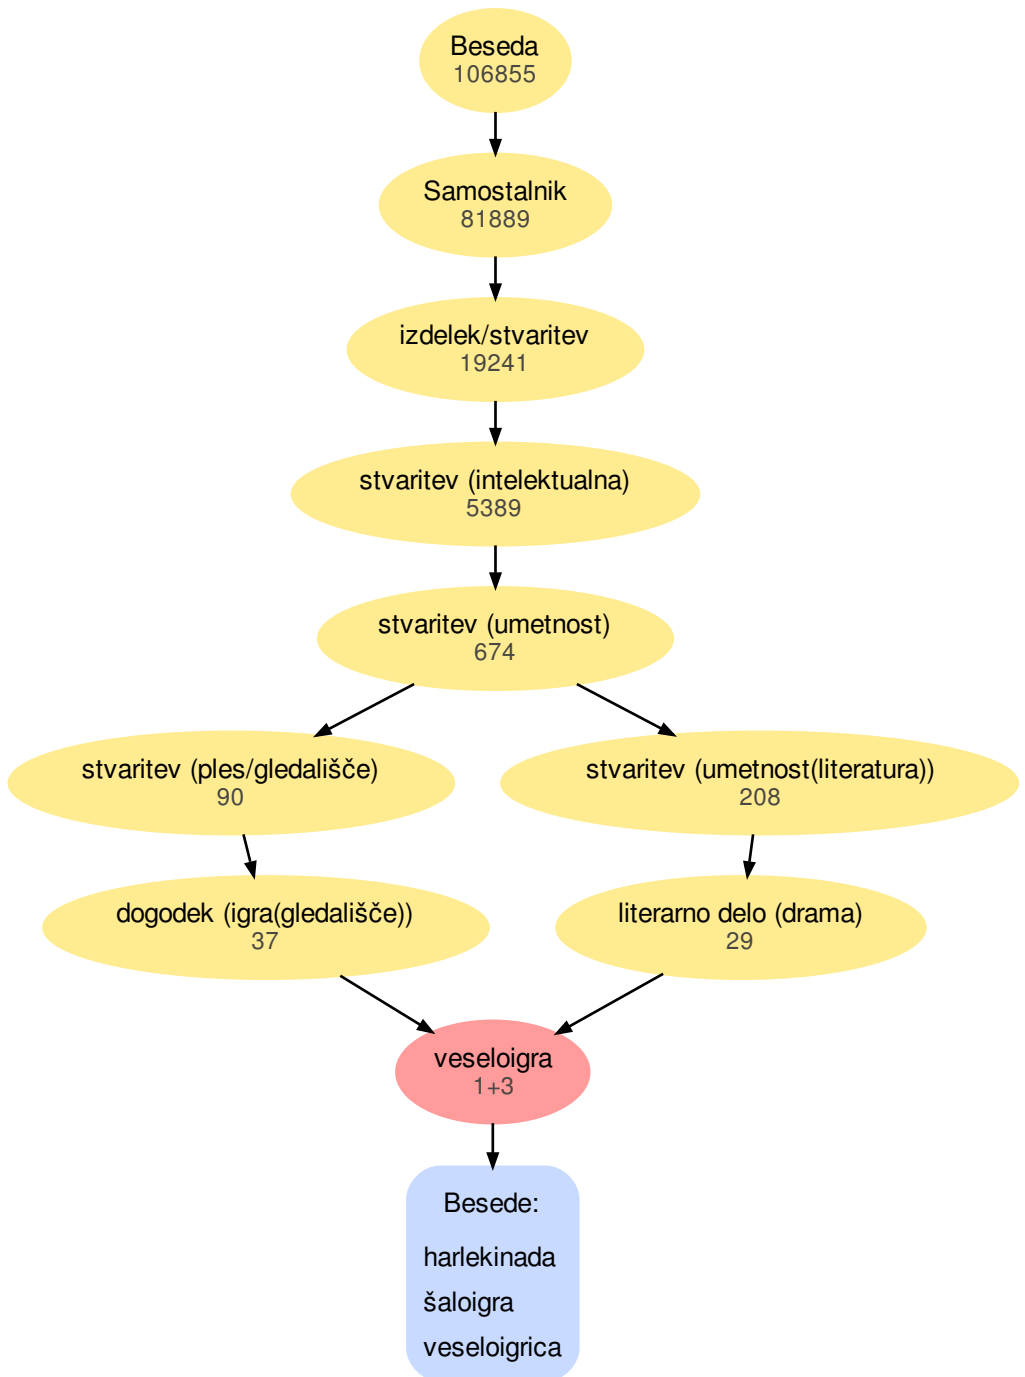 Beseda
106855
Samostalnik
81889
izdelek/stvaritev
19241
stvaritev (intelektualna)
5389
stvaritev (umetnost)
674
stvaritev (ples/gledališče)
90
stvaritev (umetnost(literatura))
208
dogodek (igra(gledališče))
37
literarno delo (drama)
29
veseloigra
1+3
Besede:
harlekinada
šaloigra
veseloigrica